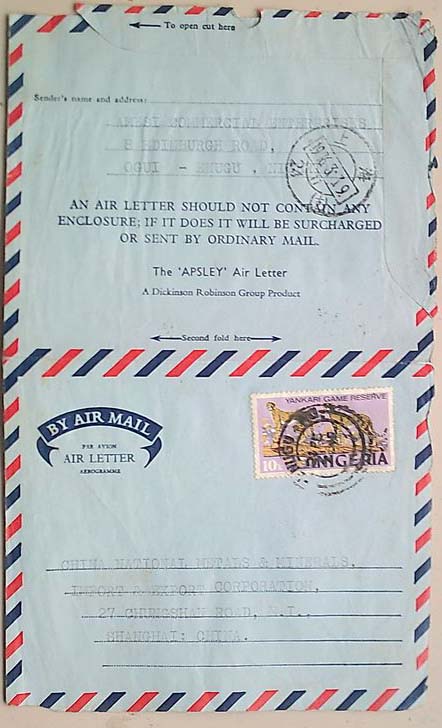 To open cut here
Sender's name and address:
COMMERCIAL ENTERPRISES
8 EDINBURGH ROAD,
OGUI - ENUGU,
AN AIR LETTER SHOULD NOT CONTAIN ANY
ENCLOSURE; IF IT DOES IT WILL BE SURCHARGED
OR SENT BY ORDINARY MAIL.
The 'APSLEY' Air Letter
A Dickinson Robinson Group Product
Second fold here
YANKARI GAME RESERVE
NIGERIA
BY AIR MAIL
PAR AVION
AIR LETTER
AEROGRAMME
CHINA NATIONAL METALS & MINERALS,
IMPORT & EXPORT CORPORATION,
27 CHUNGSHAN ROAD, E.I.,
SHANGHAI: CHINA.